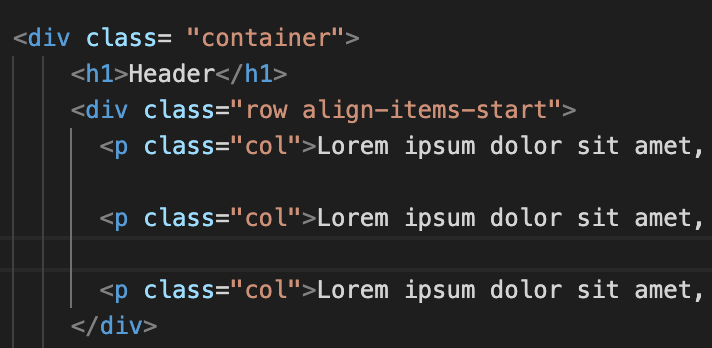 <div class= "container">
<h1>Header</h1>
<div class="row align-items-start">
<p class="col">Lorem ipsum dolor sit amet,
<p class="col">Lorem ipsum dolor sit amet,
<p class="col">Lorem ipsum dolor sit amet,
</div>